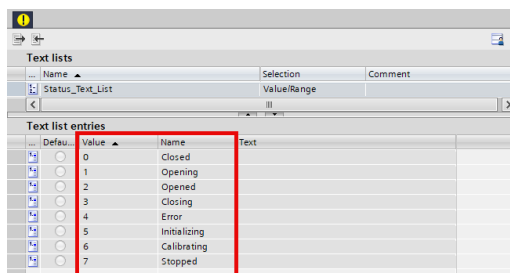 Text lists
... Name Selection Comment
Status_Text_List Value/Range
Text list entries
... Defau... Value Name Text
0 Closed
1 Opening
2 Opened
3 Closing
4 Error
5 Initializing
6 Calibrating
7 Stopped